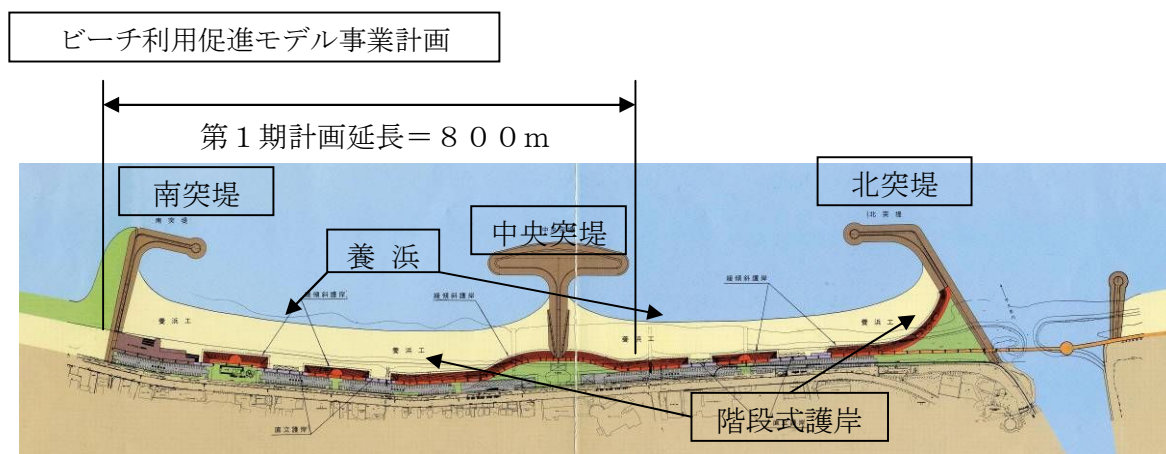 ビーチ利用促進モデル事業計画
第１期計画延長＝８００ｍ
南突堤
南突堤
中央突堤
北突堤
北突堤
養 浜
緩傾斜護岸
緩傾斜護岸
緩傾斜護岸
養浜工
養浜工
養浜工
養浜工
階段式護岸
直立護岸
直立護岸